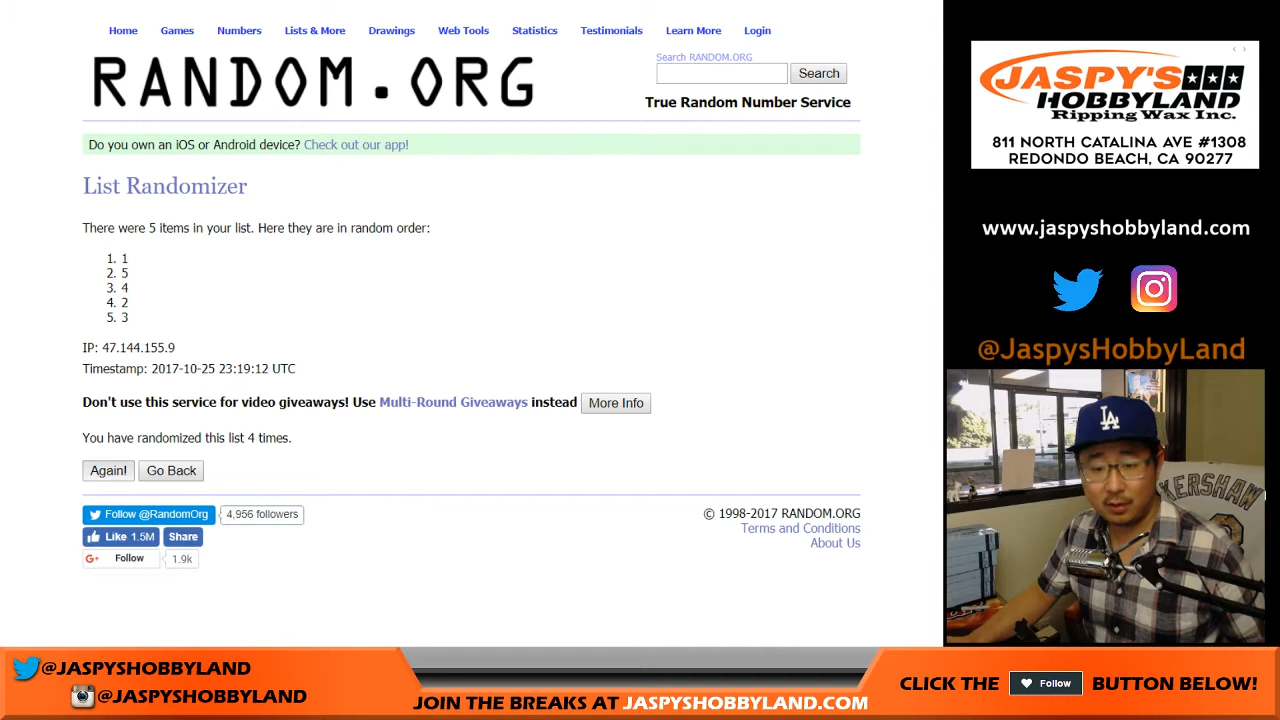 Home Games Numbers Lists & More Drawings Web Tools Statistics Testimonials Learn More Login
RANDOM.ORG
Search RANDOM.ORG
Search
True Random Number Service
Do you own an iOS or Android device? Check out our app!
List Randomizer
There were 5 items in your list. Here they are in random order:
1. 1
2. 5
3. 4
4. 2
5. 3
IP: 47.144.155.9
Timestamp: 2017-10-25 23:19:12 UTC
Don't use this service for video giveaways! Use Multi-Round Giveaways instead More Info
You have randomized this list 4 times.
Again! Go Back
Follow @RandomOrg 4,956 followers
Like 1.5M Share
G+ Follow 1.9k
© 1998-2017 RANDOM.ORG
Terms and Conditions
About Us
JASPY'S
HOBBYLAND
Ripping Wax Inc.
811 NORTH CATALINA AVE #1308
REDONDO BEACH, CA 90277
www.jaspyshobbyland.com
@JaspysHobbyLand
LA
KERSHAW
@JASPYSHOBBYLAND
@JASPYSHOBBYLAND
JOIN THE BREAKS AT JASPYSHOBBYLAND.COM
CLICK THE Follow BUTTON BELOW!